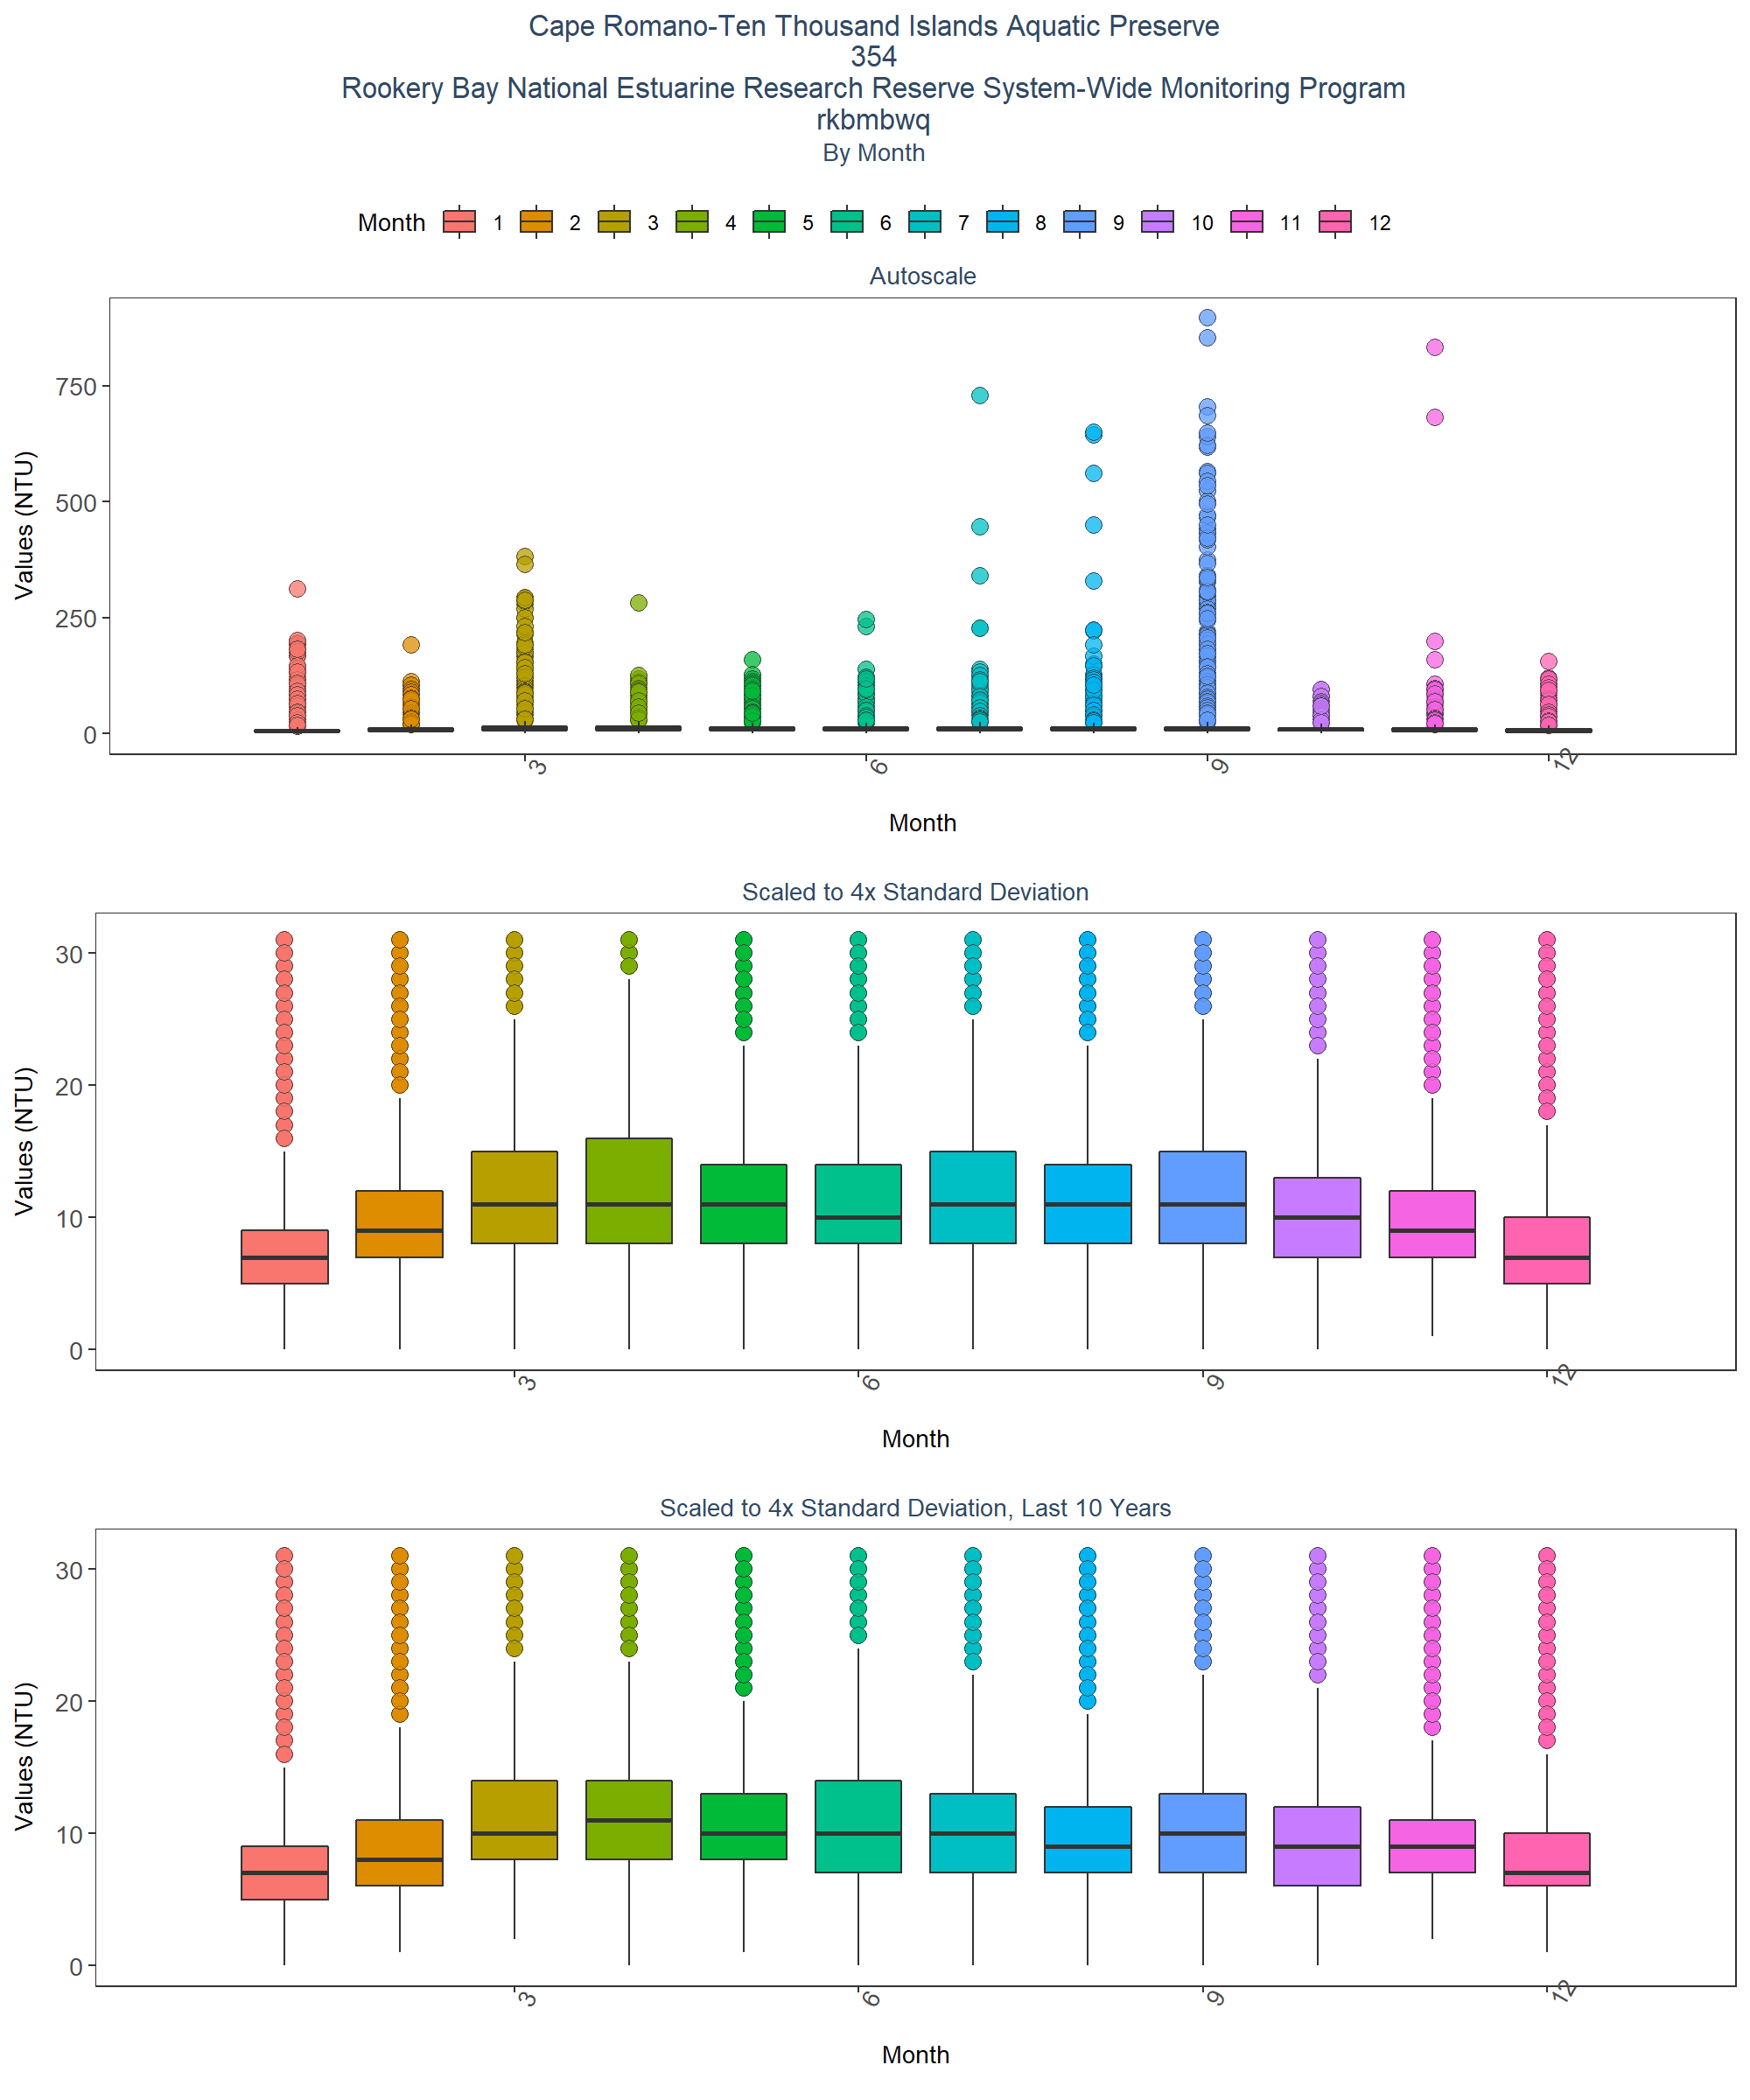 Cape Romano-Ten Thousand Islands Aquatic Preserve
354
Rookery Bay National Estuarine Research Reserve System-Wide Monitoring Program
rkbmbwq
By Month
Month 1 2 3 4 5 6 7 8 9 10 11 12
Autoscale
Values (NTU)
750
500
250
0
3 6 9 12
Month
Scaled to 4x Standard Deviation
Values (NTU)
30
20
10
0
3 6 9 12
Month
Scaled to 4x Standard Deviation, Last 10 Years
Values (NTU)
30
20
10
0
3 6 9 12
Month